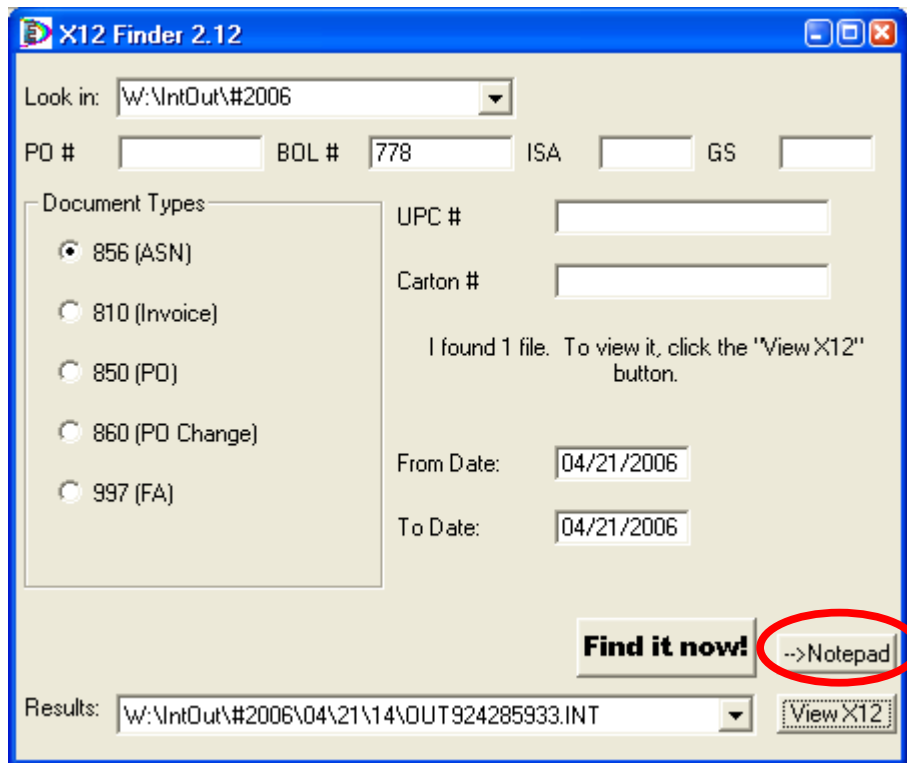 X12 Finder 2.12
Look in: W:\IntOut\#2006
PO # BOL # 778 ISA GS
Document Types
856 (ASN)
810 (Invoice)
850 (PO)
860 (PO Change)
997 (FA)
UPC #
Carton #
I found 1 file. To view it, click the "View X12"
button.
From Date: 04/21/2006
To Date: 04/21/2006
Find it now!
-->Notepad
Results: W:\IntOut\#2006\04\21\14\OUT924285933.INT
View X12